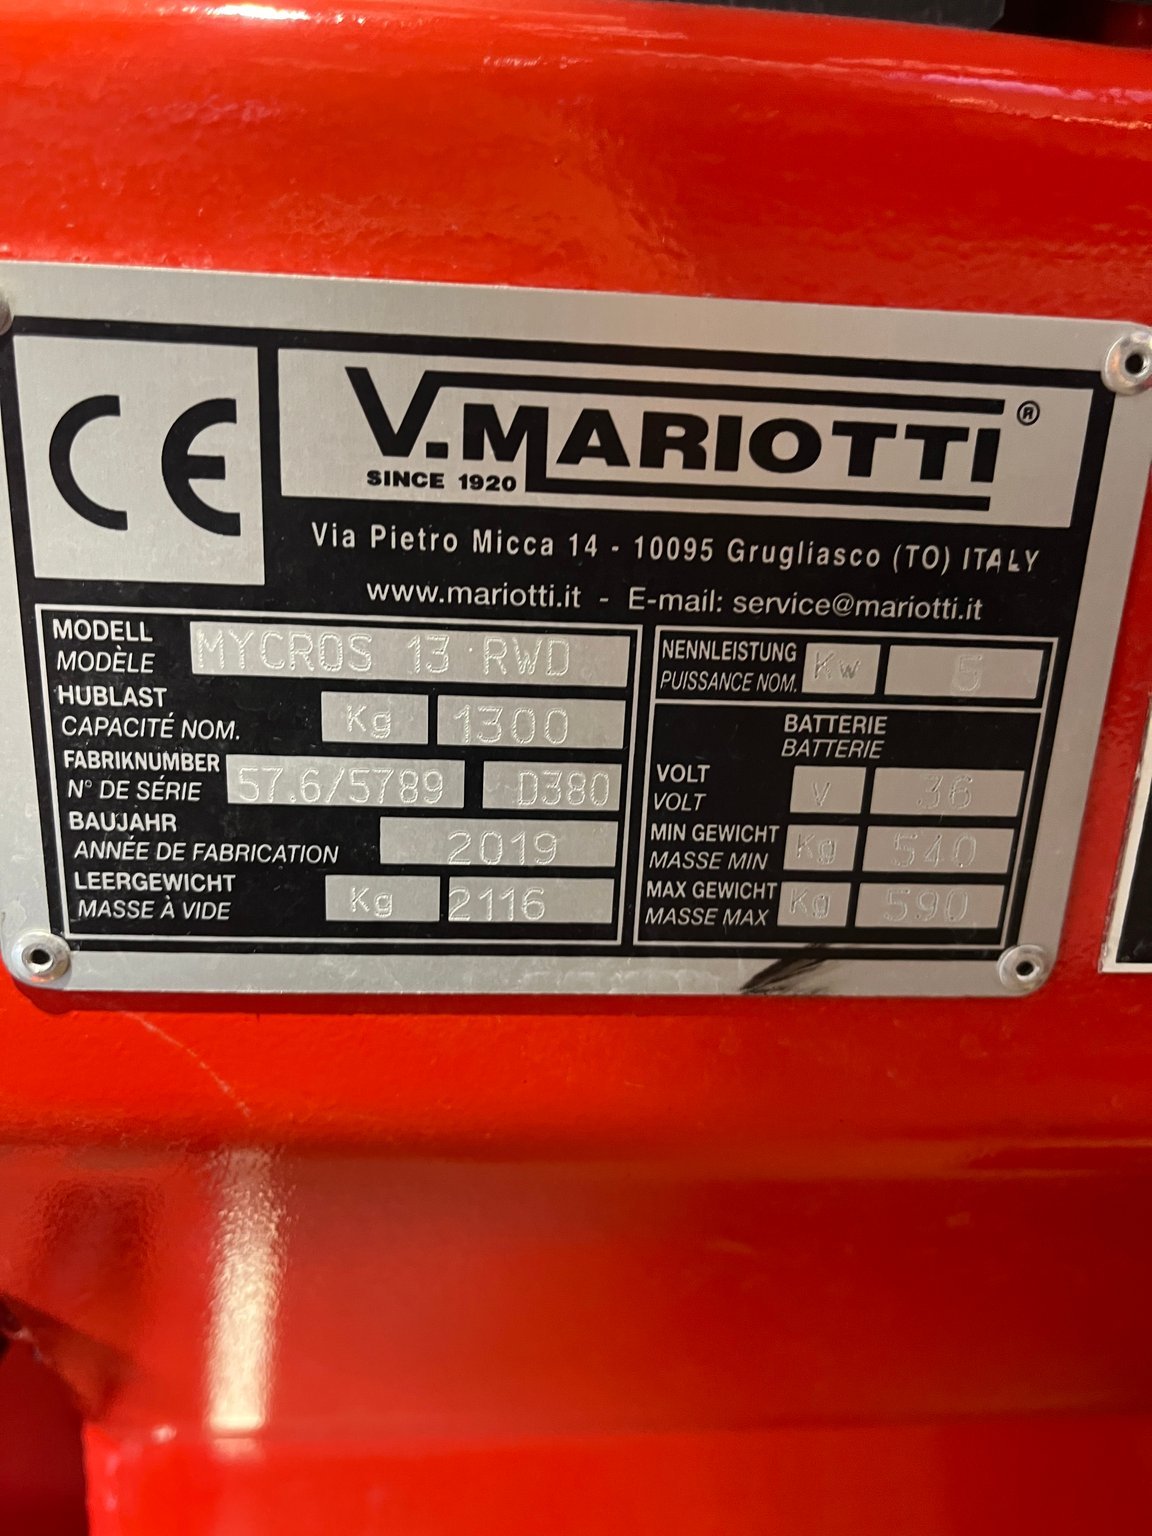 CE
V.MARIOTTI ®
SINCE 1920
Via Pietro Micca 14 - 10095 Grugliasco (TO) ITALY
www.mariotti.it - E-mail: service@mariotti.it
MODELL
MODÈLE
MYCROS 13 RWD
HUBLAST
CAPACITÉ NOM.
Kg 1300
FABRIKNUMBER
N° DE SÉRIE
57.6/5789 D380
BAUJAHR
ANNÉE DE FABRICATION
2019
LEERGEWICHT
MASSE À VIDE
Kg 2116
NENNLEISTUNG
PUISSANCE NOM.
Kw 5
BATTERIE
BATTERIE
VOLT
VOLT
V 36
MIN GEWICHT
MASSE MIN
Kg 540
MAX GEWICHT
MASSE MAX
Kg 590